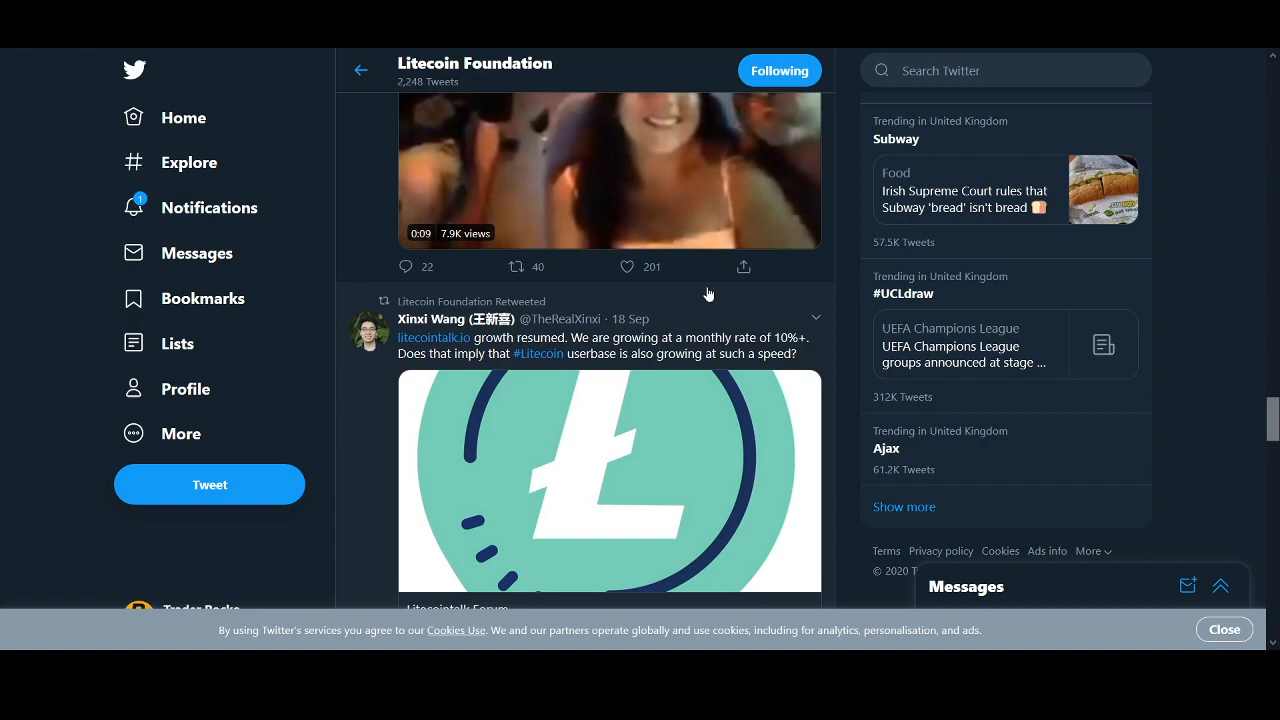 Home
Explore
1
Notifications
Messages
Bookmarks
Lists
Profile
More
Tweet
Litecoin Foundation
2,248 Tweets
Following
0:09 7.9K views
22 40 201
Litecoin Foundation Retweeted
Xinxi Wang (王新喜) @TheRealXinxi · 18 Sep
litecointalk.io growth resumed. We are growing at a monthly rate of 10%+.
Does that imply that #Litecoin userbase is also growing at such a speed?
Litecointalk Forum
Search Twitter
Trending in United Kingdom
Subway
Food
Irish Supreme Court rules that
Subway 'bread' isn't bread 🍞
57.5K Tweets
Trending in United Kingdom
#UCLdraw
UEFA Champions League
UEFA Champions League
groups announced at stage ...
312K Tweets
Trending in United Kingdom
Ajax
61.2K Tweets
Show more
Terms Privacy policy Cookies Ads info More
© 2020 T
Messages
By using Twitter's services you agree to our Cookies Use. We and our partners operate globally and use cookies, including for analytics, personalisation, and ads.
Close